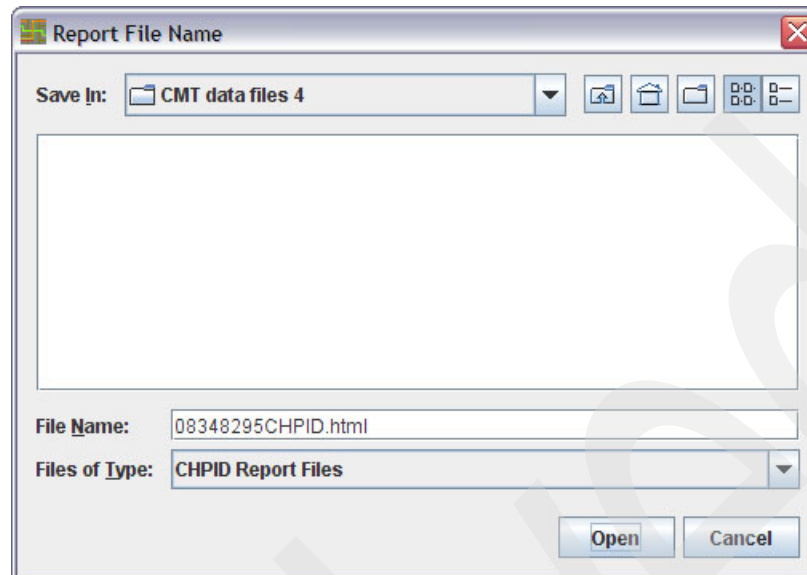 Report File Name
Save In: CMT data files 4
File Name: 08348295CHPID.html
Files of Type: CHPID Report Files
Open Cancel